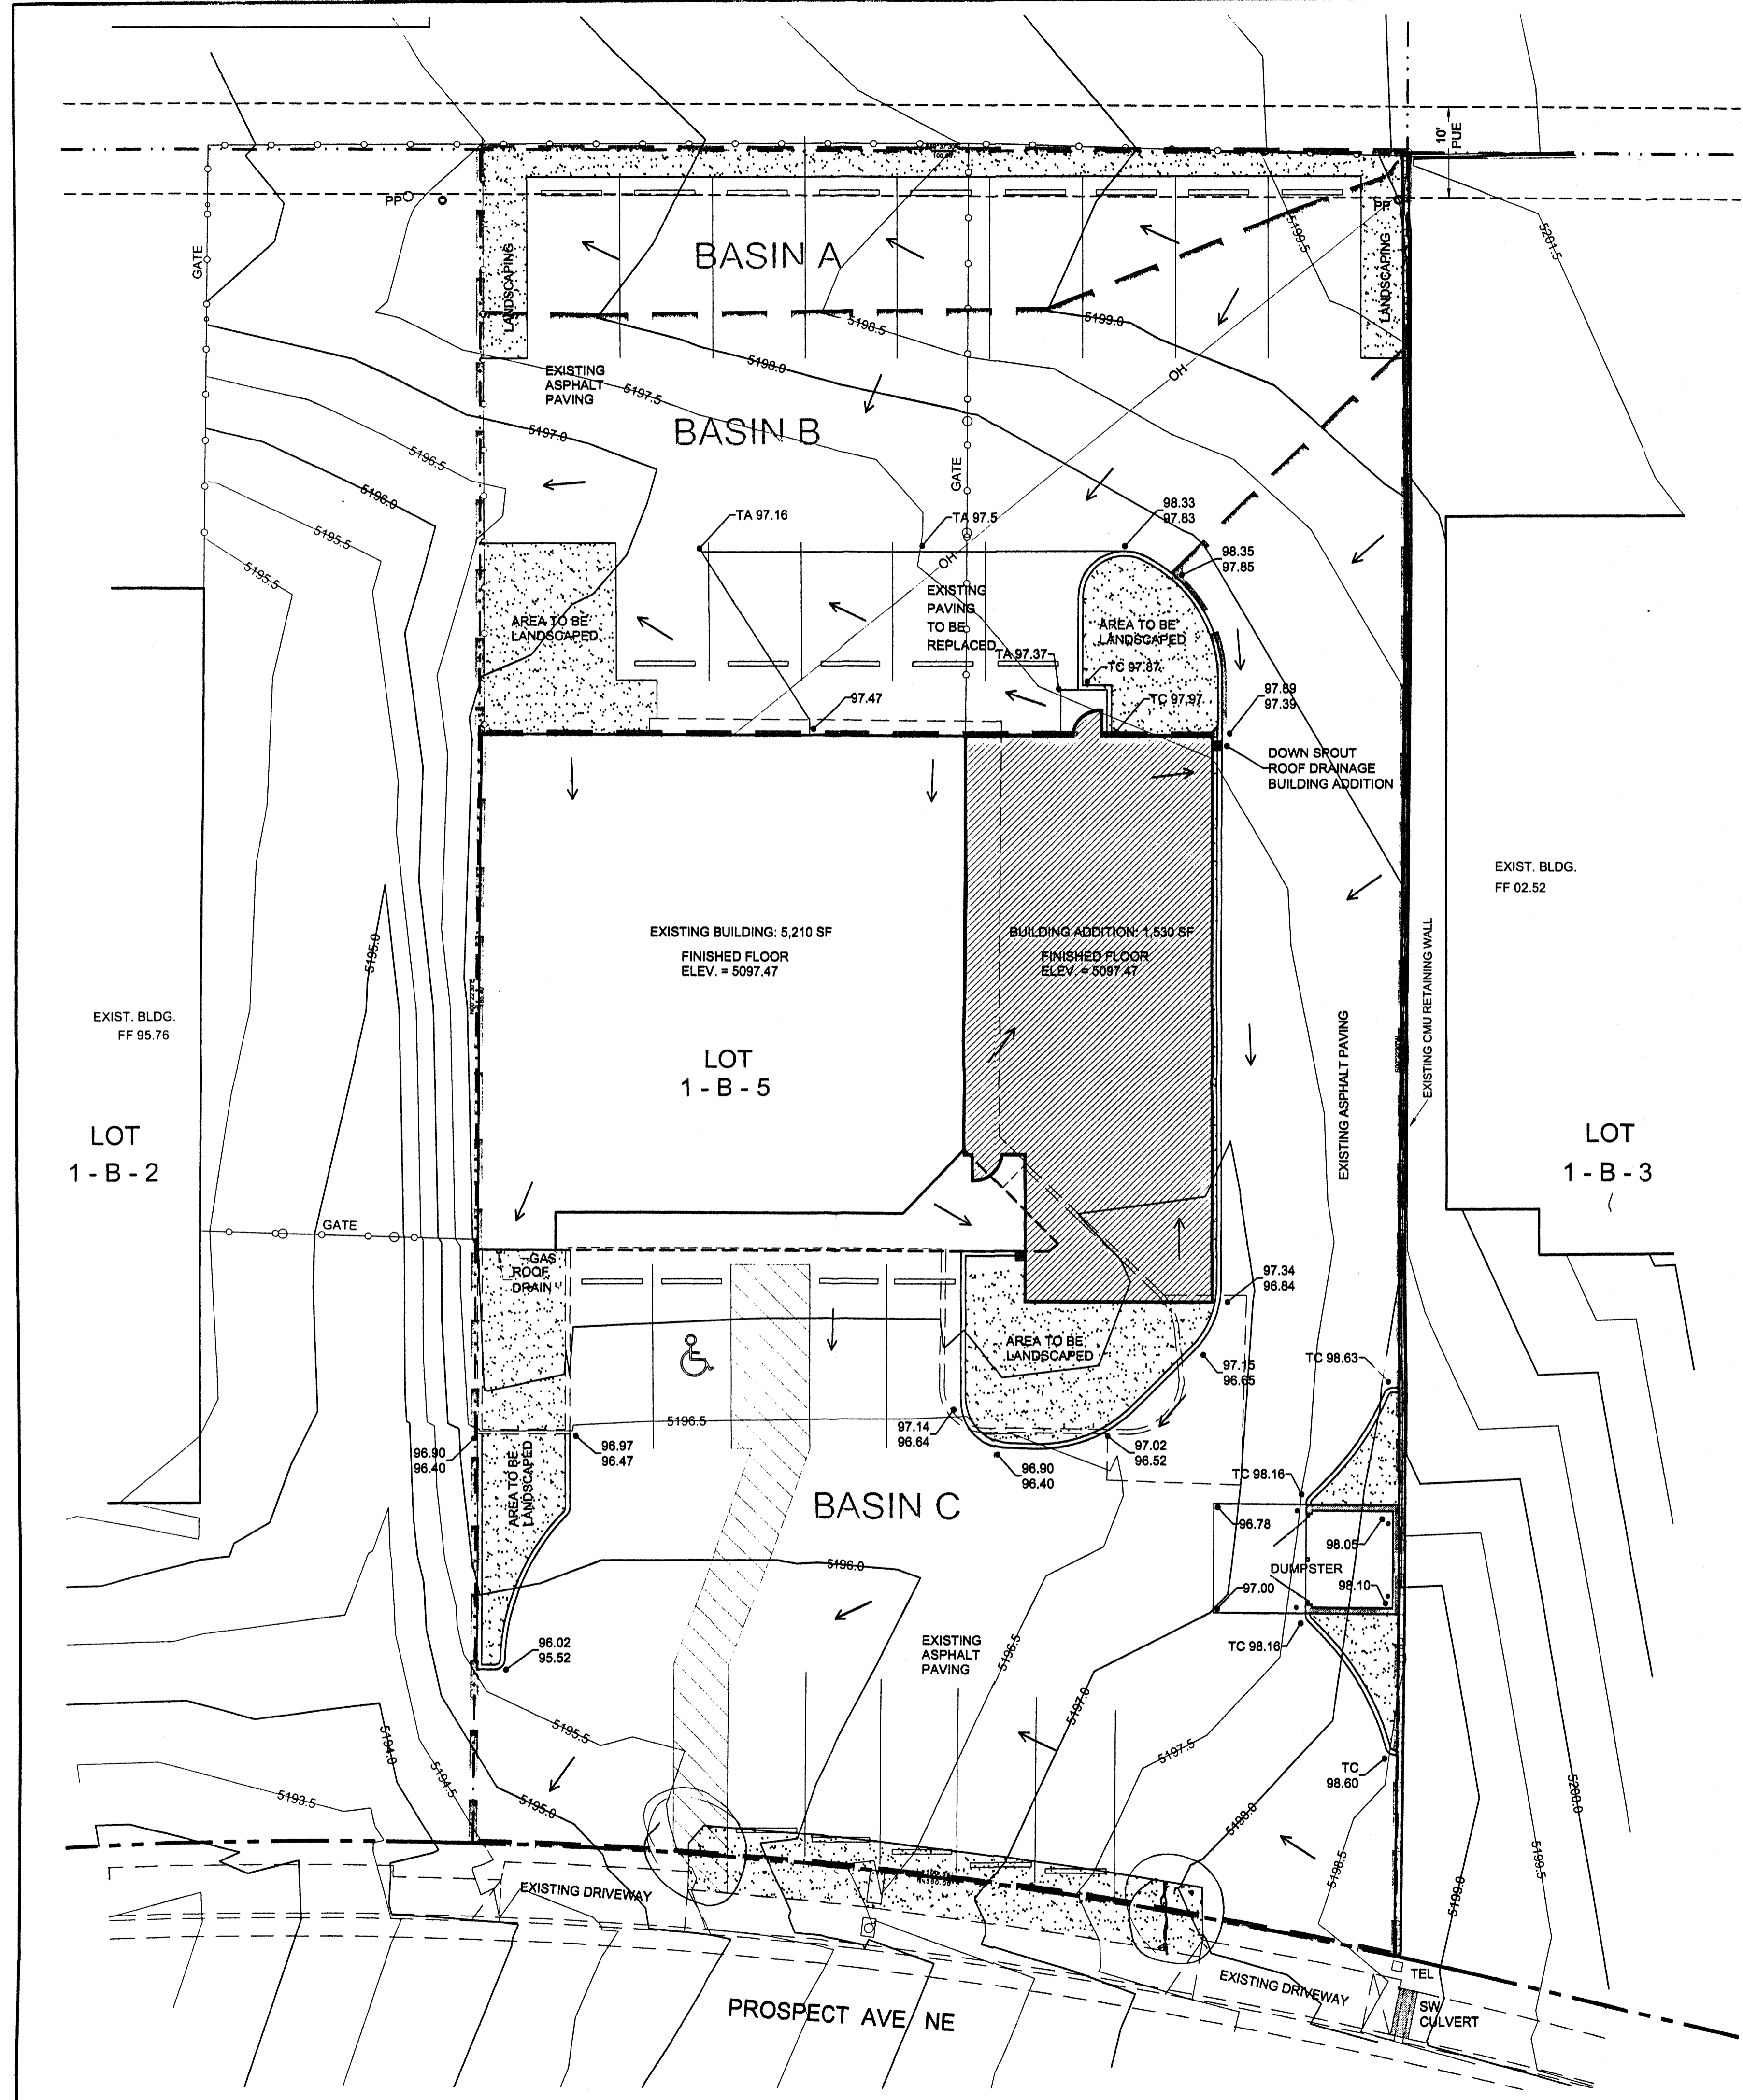 10'
PUE
PP
PP
GATE
LANDSCAPING
BASIN A
LANDSCAPING
5199.5
5201.5
5198.5
5199.0
5198.0
OH
EXISTING
ASPHALT
PAVING
5197.5
BASIN B
5197.0
5196.5
5196.0
5195.5
5195.5
GATE
TA 97.16
TA 97.5
98.33
97.83
98.35
97.85
OH
EXISTING
PAVING
TO BE
REPLACED
AREA TO BE
LANDSCAPED
AREA TO BE
LANDSCAPED
TA 97.37
TC 97.87
TC 97.97
97.47
97.89
97.39
DOWN SPOUT
ROOF DRAINAGE
BUILDING ADDITION
EXIST. BLDG.
FF 02.52
EXISTING BUILDING: 5,210 SF
FINISHED FLOOR
ELEV. = 5097.47
BUILDING ADDITION: 1,530 SF
FINISHED FLOOR
ELEV. = 5097.47
5195.0
EXIST. BLDG.
FF 95.76
LOT
1 - B - 5
EXISTING ASPHALT PAVING
EXISTING CMU RETAINING WALL
LOT
1 - B - 2
LOT
1 - B - 3
GATE
GAS
ROOF
DRAIN
97.34
96.84
AREA TO BE
LANDSCAPED
97.15
96.65
TC 98.63
5196.5
96.90
96.40
96.97
96.47
97.14
96.64
97.02
96.52
96.90
96.40
AREA TO BE
LANDSCAPED
BASIN C
TC 98.16
96.78
98.05
DUMPSTER
98.10
97.00
TC 98.16
5196.0
96.02
95.52
EXISTING
ASPHALT
PAVING
5196.5
5197.0
5197.5
TC
98.60
5195.5
5194.0
5194.5
5193.5
5195.0
5198.0
5198.5
5200.0
5199.5
5199.0
EXISTING DRIVEWAY
EXISTING DRIVEWAY
TEL
SW
CULVERT
PROSPECT AVE NE